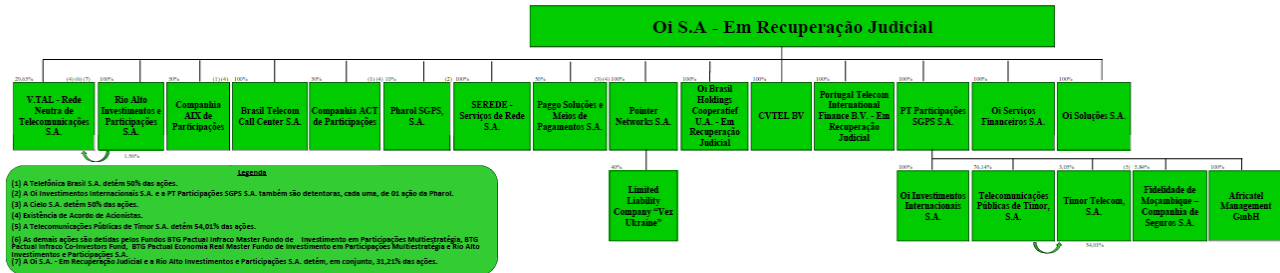 Oi S.A - Em Recuperação Judicial
29,65%
(4) (6) (7)
100%
50%
(1) (4)
100%
50%
(1) (4)
10%
(2)
100%
50%
(3) (4)
100%
100%
100%
100%
100%
100%
100%
V.TAL - Rede
Neutra de
Telecomunicações
S.A.
Rio Alto
Investimentos e
Participações
S.A.
Companhia
AIX de
Participações
Brasil Telecom
Call Center S.A.
Companhia ACT
de Participações
Pharol SGPS,
S.A.
SEREDE -
Serviços de Rede
S.A.
Paggo Soluções e
Meios de
Pagamentos S.A.
Pointer
Networks S.A.
Oi Brasil
Holdings
Cooperatief
U.A. - Em
Recuperação
Judicial
CVTEL BV
Portugal Telecom
International
Finance B.V. - Em
Recuperação
Judicial
PT Participações
SGPS S.A.
Oi Serviços
Financeiros S.A.
Oi Soluções S.A.
1,56%
40%
Limited
Liability
Company "Vex
Ukraine"
100%
76,14%
3,05%
(5)
5,84%
100%
Oi Investimentos
Internacionais
S.A.
Telecomunicações
Públicas de Timor,
S.A.
Timor Telecom,
S.A.
Fidelidade de
Moçambique –
Companhia de
Seguros S.A.
Africatel
Management
GmbH
54,01%
Legenda
(1) A Telefônica Brasil S.A. detém 50% das ações.
(2) A Oi Investimentos Internacionais S.A. e a PT Participações SGPS S.A. também são detentoras, cada uma, de 01 ação da Pharol.
(3) A Cielo S.A. detém 50% das ações.
(4) Existência de Acordo de Acionistas.
(5) A Telecomunicações Públicas de Timor S.A. detém 54,01% das ações.
(6) As demais ações são detidas pelos Fundos BTG Pactual Infraco Master Fundo de Investimento em Participações Multiestratégia, BTG
Pactual Infraco Co-Investors Fund, BTG Pactual Economia Real Master Fundo de Investimento em Participações Multiestratégia e Rio Alto
Investimentos e Participações S.A.
(7) A Oi S.A. - Em Recuperação Judicial e a Rio Alto Investimentos e Participações S.A. detém, em conjunto, 31,21% das ações.